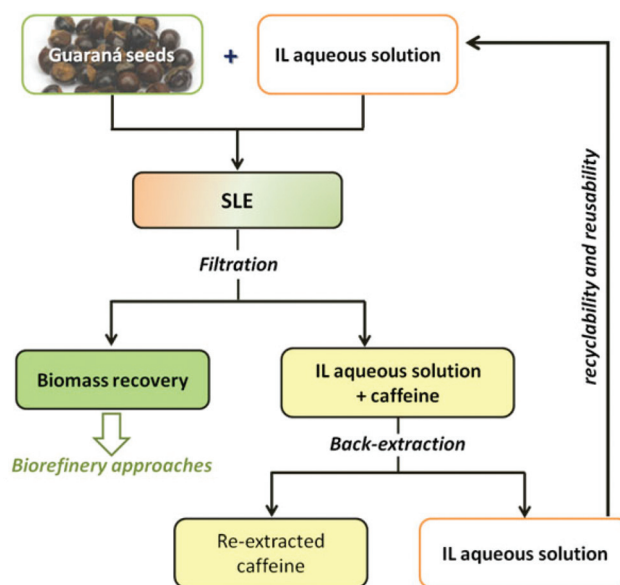 Guaraná seeds
+
IL aqueous solution
SLE
Filtration
Biomass recovery
IL aqueous solution
+ caffeine
Biorefinery approaches
Back-extraction
Re-extracted
caffeine
IL aqueous solution
recyclability and reusability